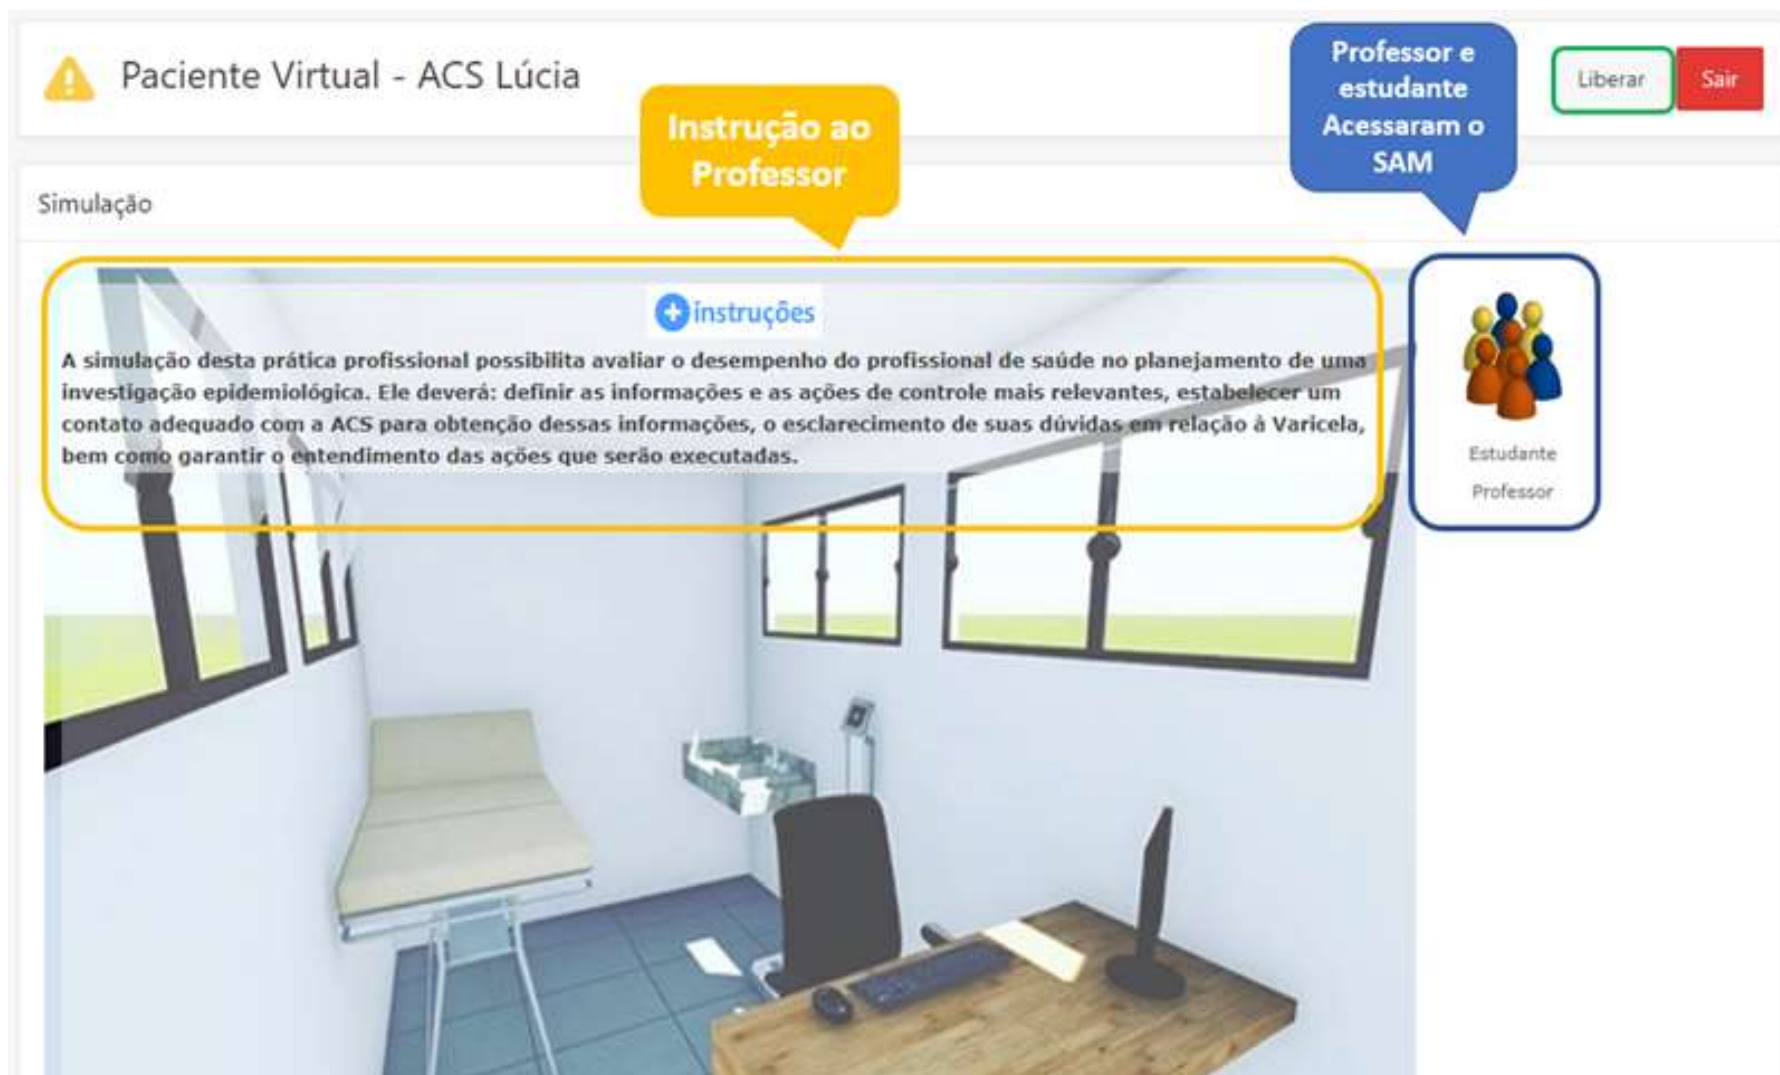 Paciente Virtual - ACS Lúcia
Instrução ao
Professor
Professor e
estudante
Acessaram o
SAM
Liberar
Sair
Simulação
instruções
A simulação desta prática profissional possibilita avaliar o desempenho do profissional de saúde no planejamento de uma
investigação epidemiológica. Ele deverá: definir as informações e as ações de controle mais relevantes, estabelecer um
contato adequado com a ACS para obtenção dessas informações, o esclarecimento de suas dúvidas em relação à Varicela,
bem como garantir o entendimento das ações que serão executadas.
Estudante
Professor